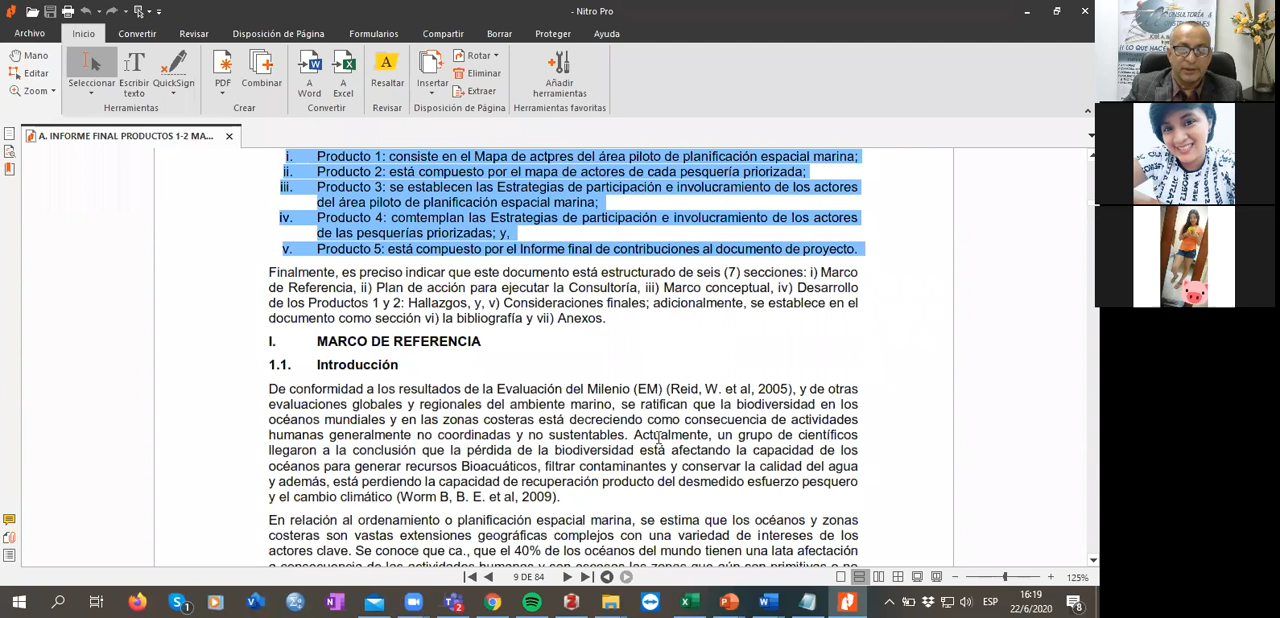 - Nitro Pro
Archivo Inicio Convertir Revisar Disposición de Página Formularios Compartir Borrar Proteger Ayuda
Mano
Editar
Zoom
Seleccionar
Escribir texto
QuickSign
Herramientas
PDF
Combinar
Crear
A Word
A Excel
Convertir
Resaltar
Revisar
Insertar
Rotar
Eliminar
Extraer
Disposición de Página
Añadir herramientas
Herramientas favoritas
A. INFORME FINAL PRODUCTOS 1-2 MA...
i. Producto 1: consiste en el Mapa de actpres del área piloto de planificación espacial marina;
ii. Producto 2: está compuesto por el mapa de actores de cada pesquería priorizada;
iii. Producto 3: se establecen las Estrategias de participación e involucramiento de los actores
del área piloto de planificación espacial marina;
iv. Producto 4: comtemplan las Estrategias de participación e involucramiento de los actores
de las pesquerías priorizadas; y,
v. Producto 5: está compuesto por el Informe final de contribuciones al documento de proyecto.
Finalmente, es preciso indicar que este documento está estructurado de seis (7) secciones: i) Marco
de Referencia, ii) Plan de acción para ejecutar la Consultoría, iii) Marco conceptual, iv) Desarrollo
de los Productos 1 y 2: Hallazgos, y, v) Consideraciones finales; adicionalmente, se establece en el
documento como sección vi) la bibliografía y vii) Anexos.
I. MARCO DE REFERENCIA
1.1. Introducción
De conformidad a los resultados de la Evaluación del Milenio (EM) (Reid, W. et al, 2005), y de otras
evaluaciones globales y regionales del ambiente marino, se ratifican que la biodiversidad en los
océanos mundiales y en las zonas costeras está decreciendo como consecuencia de actividades
humanas generalmente no coordinadas y no sustentables. Actualmente, un grupo de científicos
llegaron a la conclusión que la pérdida de la biodiversidad está afectando la capacidad de los
océanos para generar recursos Bioacuáticos, filtrar contaminantes y conservar la calidad del agua
y además, está perdiendo la capacidad de recuperación producto del desmedido esfuerzo pesquero
y el cambio climático (Worm B, B. E. et al, 2009).
En relación al ordenamiento o planificación espacial marina, se estima que los océanos y zonas
costeras son vastas extensiones geográficas complejos con una variedad de intereses de los
actores clave. Se conoce que ca., que el 40% de los océanos del mundo tienen una lata afectación
9 DE 84
125%
ESP
16:19
22/6/2020